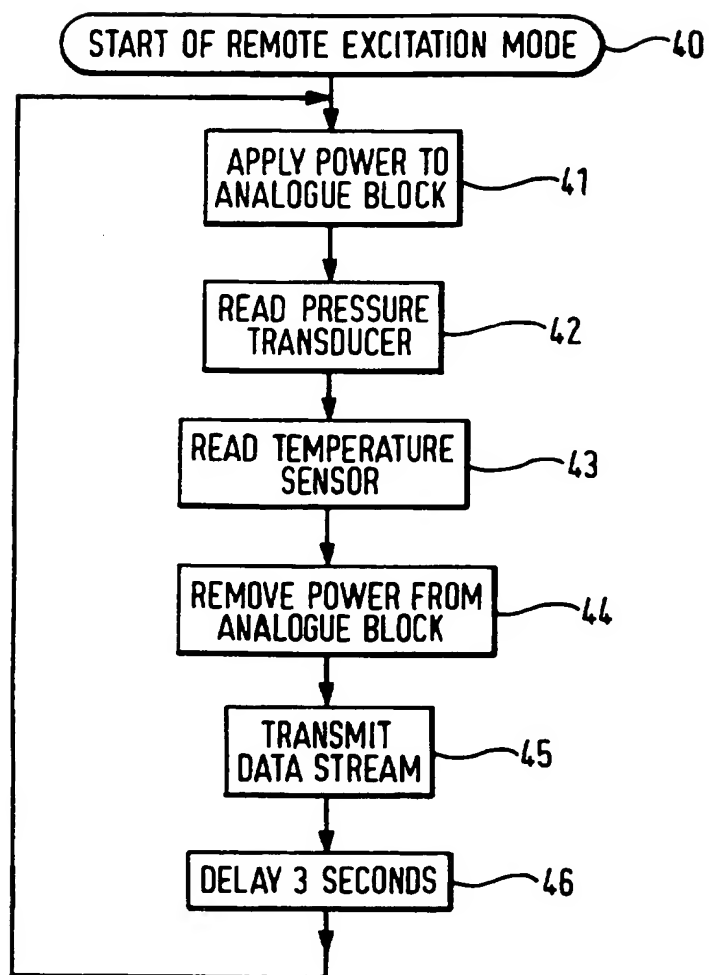 START OF REMOTE EXCITATION MODE
40
APPLY POWER TO
ANALOGUE BLOCK
41
READ PRESSURE
TRANSDUCER
42
READ TEMPERATURE
SENSOR
43
REMOVE POWER FROM
ANALOGUE BLOCK
44
TRANSMIT
DATA STREAM
45
DELAY 3 SECONDS
46